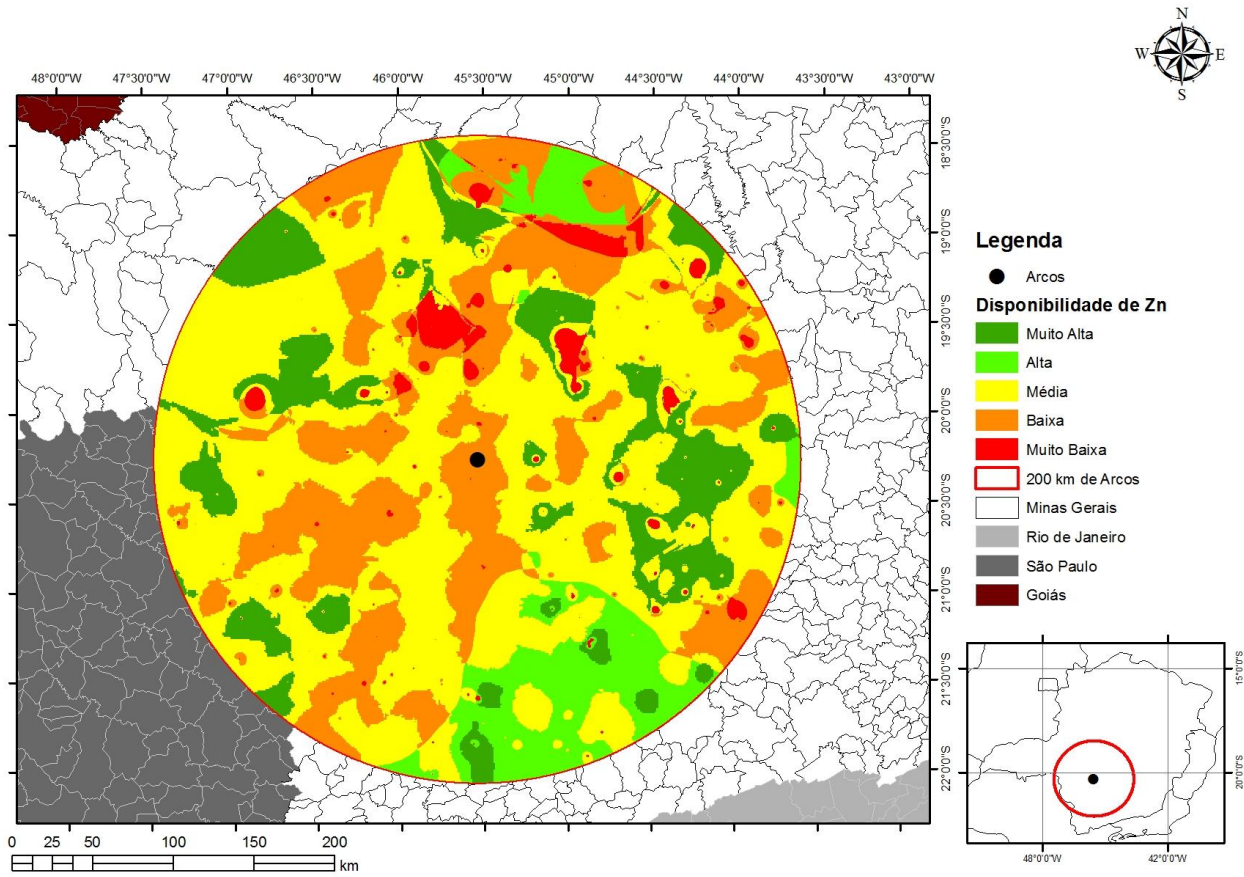 N
W E
S
48°0'0"W 47°30'0"W 47°0'0"W 46°30'0"W 46°0'0"W 45°30'0"W 45°0'0"W 44°30'0"W 44°0'0"W 43°30'0"W 43°0'0"W
18°30'0"S
19°0'0"S
19°30'0"S
20°0'0"S
20°30'0"S
21°0'0"S
21°30'0"S
22°0'0"S
Legenda
Arcos
Disponibilidade de Zn
Muito Alta
Alta
Média
Baixa
Muito Baixa
200 km de Arcos
Minas Gerais
Rio de Janeiro
São Paulo
Goiás
15°0'0"S
20°0'0"S
48°0'0"W 42°0'0"W
0 25 50 100 150 200
km